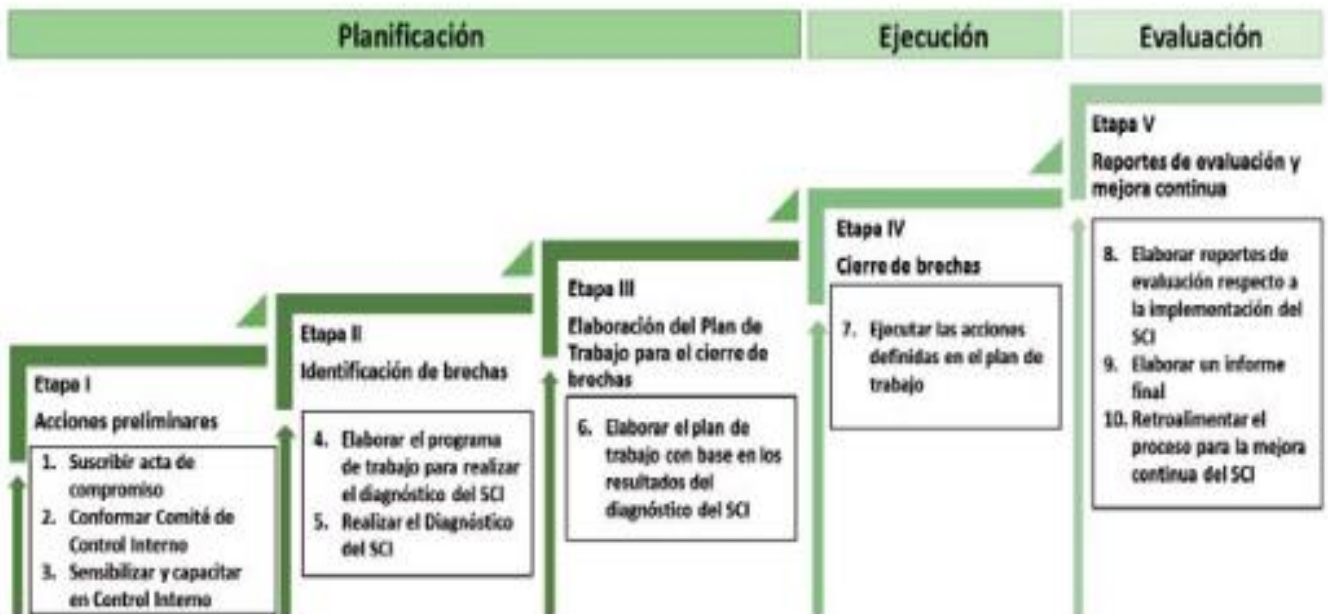 Planificación
Ejecución
Evaluación
Etapa I
Acciones preliminares
1. Suscribir acta de
compromiso
2. Conformar Comité de
Control Interno
3. Sensibilizar y capacitar
en Control Interno
Etapa II
Identificación de brechas
4. Elaborar el programa
de trabajo para realizar
el diagnóstico del SCI
5. Realizar el Diagnóstico
del SCI
Etapa III
Elaboración del Plan de
Trabajo para el cierre de
brechas
6. Elaborar el plan de
trabajo con base en los
resultados del
diagnóstico del SCI
Etapa IV
Cierre de brechas
7. Ejecutar las acciones
definidas en el plan de
trabajo
Etapa V
Reportes de evaluación y
mejora continua
8. Elaborar reportes de
evaluación respecto a
la implementación del
SCI
9. Elaborar un informe
final
10. Retroalimentar el
proceso para la mejora
continua del SCI